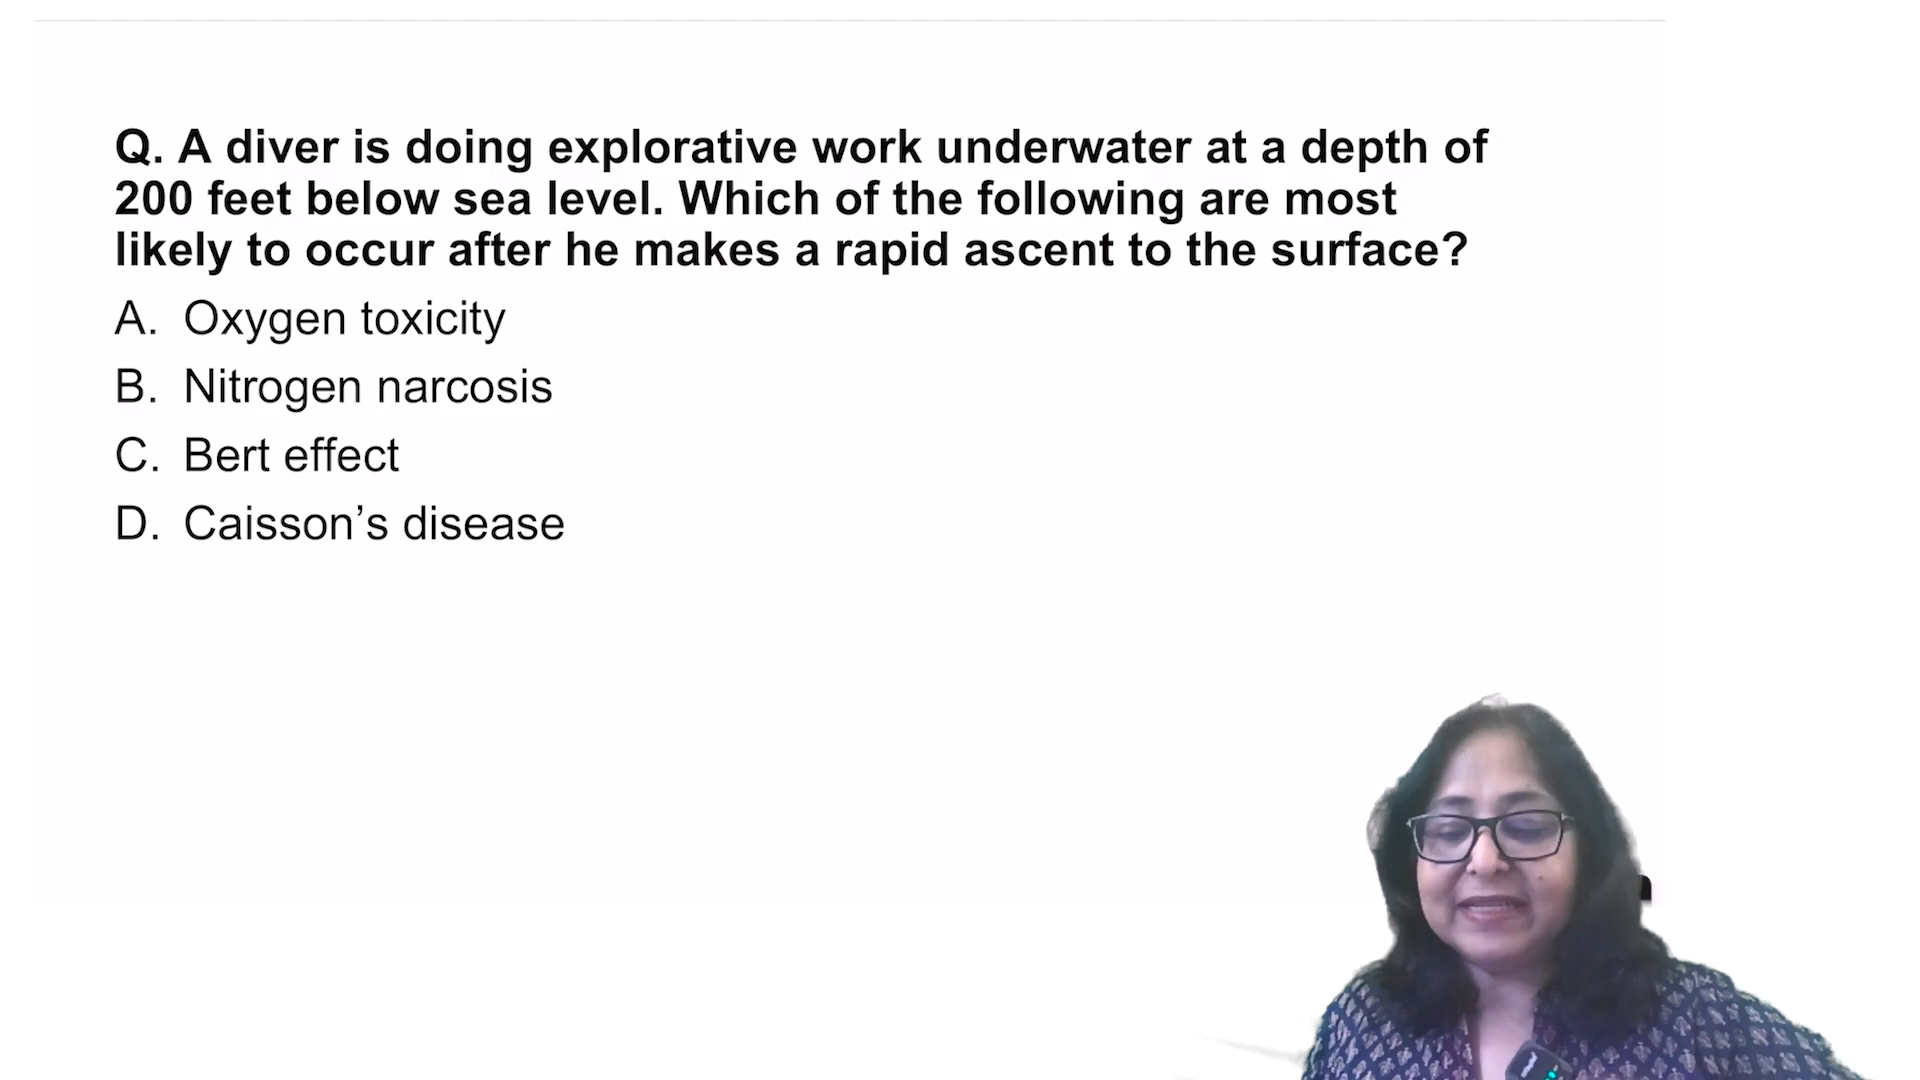 Q. A diver is doing explorative work underwater at a depth of
200 feet below sea level. Which of the following are most
likely to occur after he makes a rapid ascent to the surface?
A. Oxygen toxicity
B. Nitrogen narcosis
C. Bert effect
D. Caisson’s disease